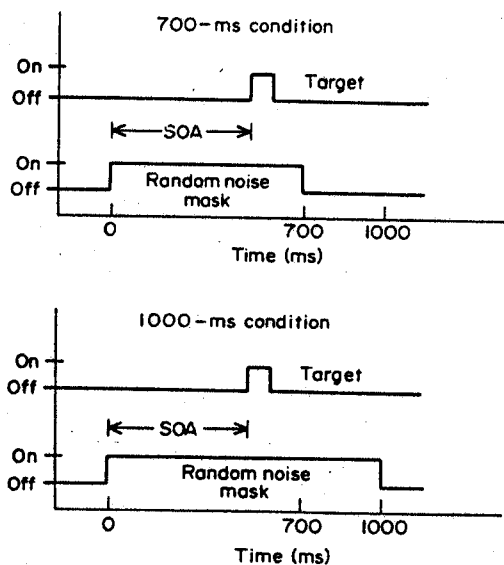 700-ms condition
On
Off
Target
SOA
On
Off
Random noise
mask
0
700
1000
Time (ms)
1000-ms condition
On
Off
Target
SOA
On
Off
Random noise
mask
0
700
1000
Time (ms)